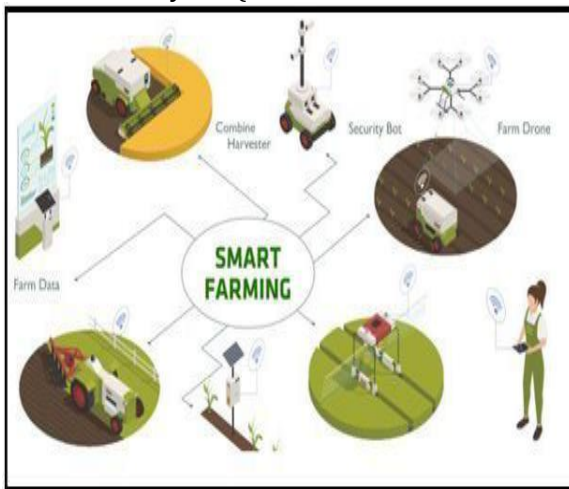 Combine
Harvester
Security Bot
Farm Drone
SMART
FARMING
Farm Data